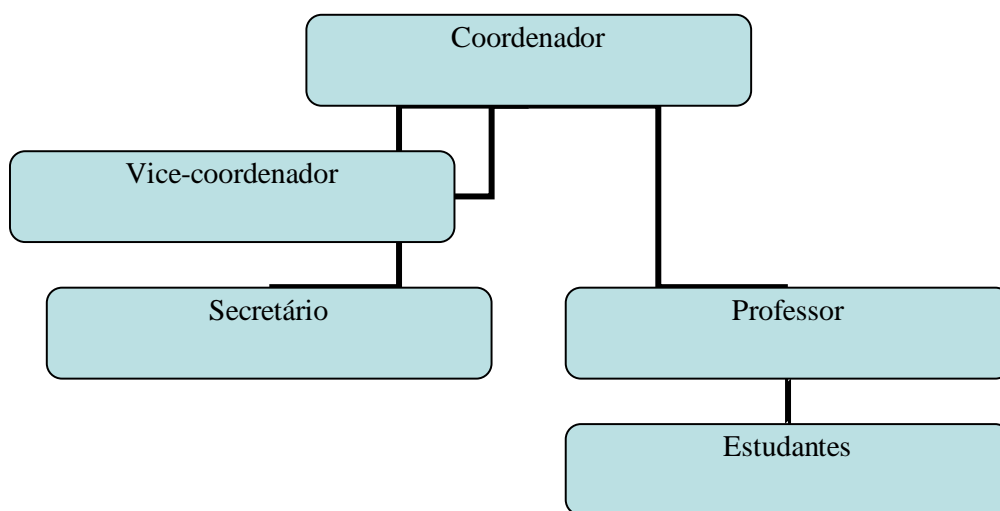 Coordenador
Vice-coordenador
Secretário
Professor
Estudantes